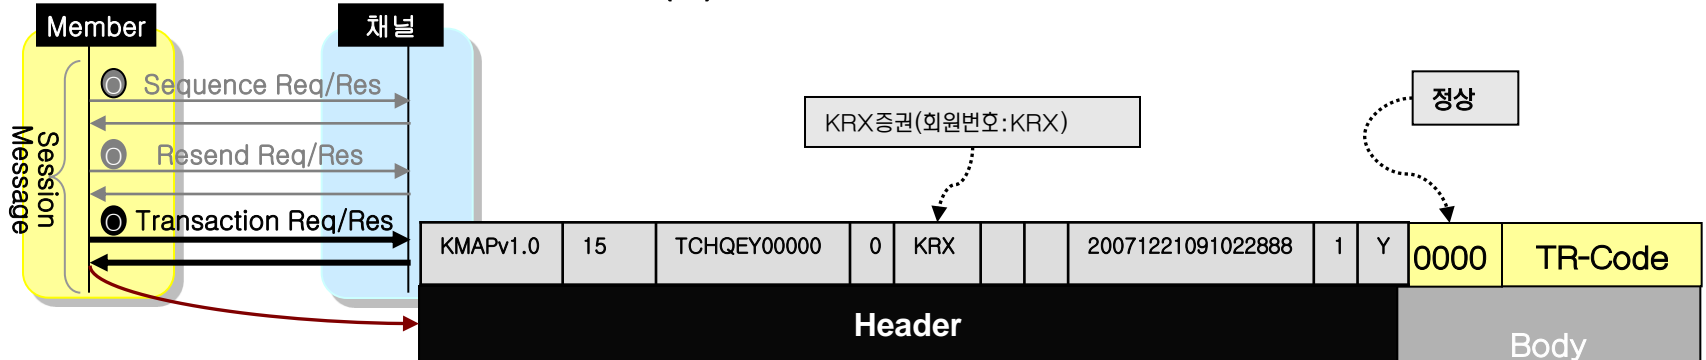 Member
채널
Sequence Req/Res
Resend Req/Res
Transaction Req/Res
Session
Message
KRX증권(회원번호:KRX)
정상
KMAPv1.0 15 TCHQEY00000 0 KRX 20071221091022888 1 Y 0000 TR-Code
Header
Body